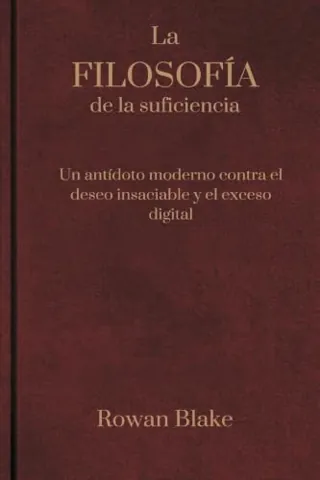 La
FILOSOFÍA
de la suficiencia
Un antídoto moderno contra el
deseo insaciable y el exceso
digital
Rowan Blake